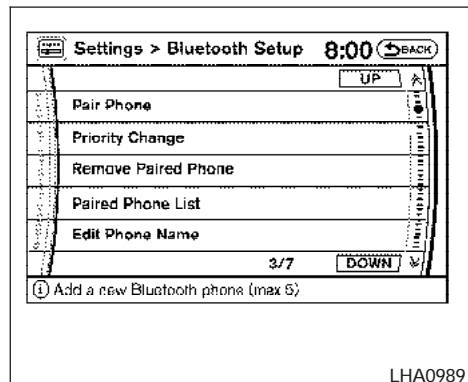 Settings > Bluetooth Setup 8:00 BACK
UP
Pair Phone
Priority Change
Remove Paired Phone
Paired Phone List
Edit Phone Name
3/7 DOWN
Add a new Bluetooth phone (max 5)
LHA0989